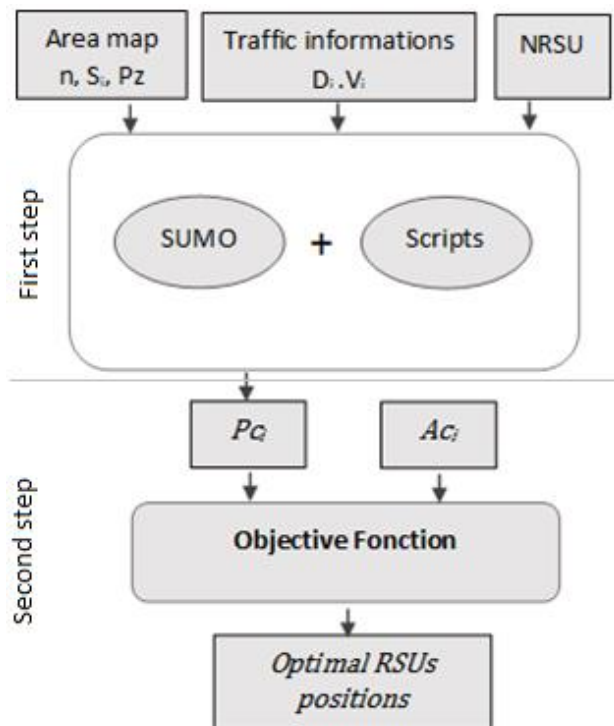 Area map
n, Sᵢ, Pz
Traffic informations
Dᵢ .Vᵢ
NRSU
First step
SUMO
+
Scripts
Second step
Pcᵢ
Acᵢ
Objective Fonction
Optimal RSUs
positions